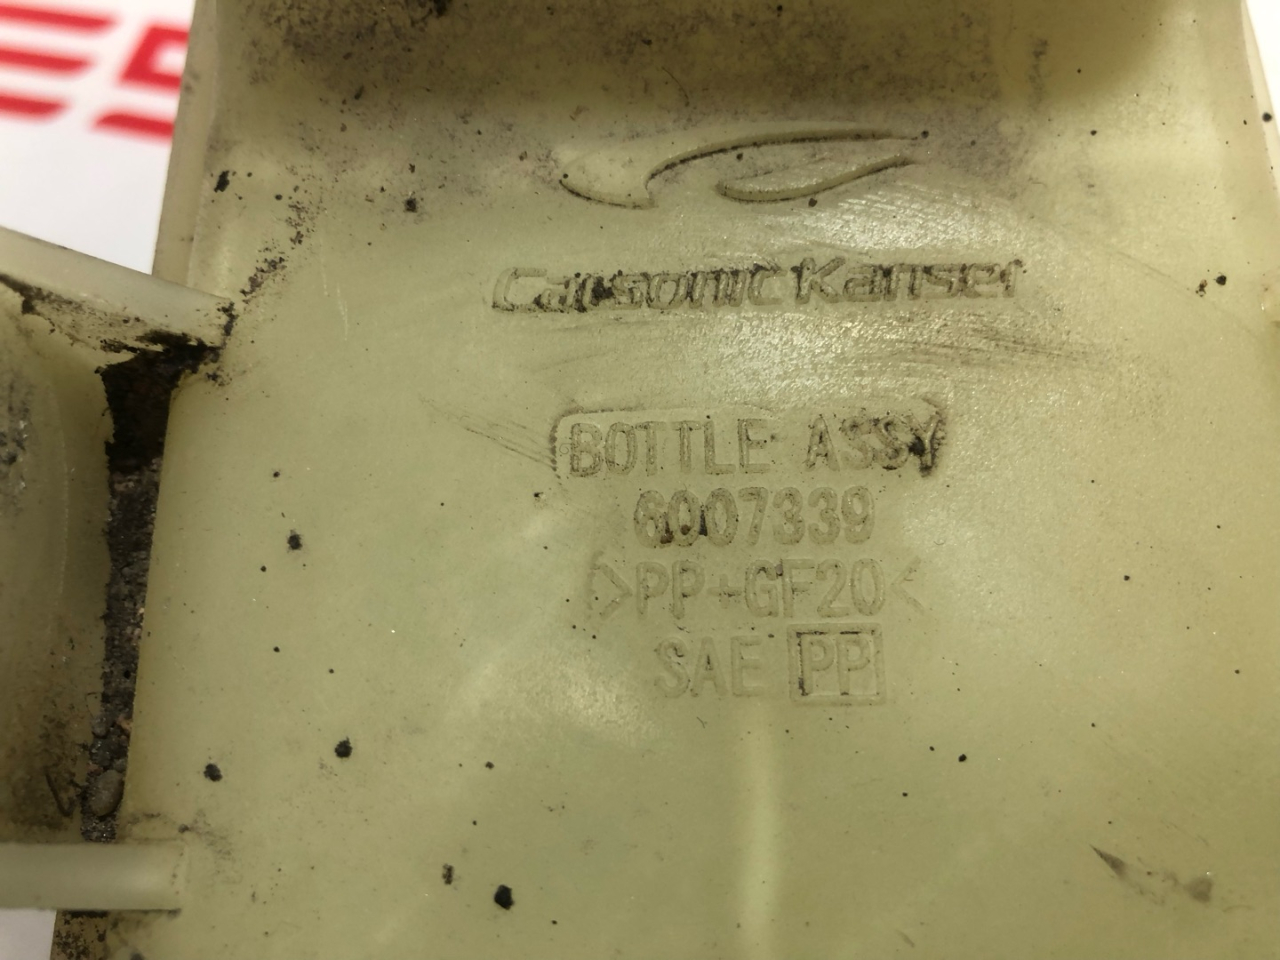 Calsonic Kansei
BOTTLE ASSY
6007339
>PP+GF20<
SAE PP